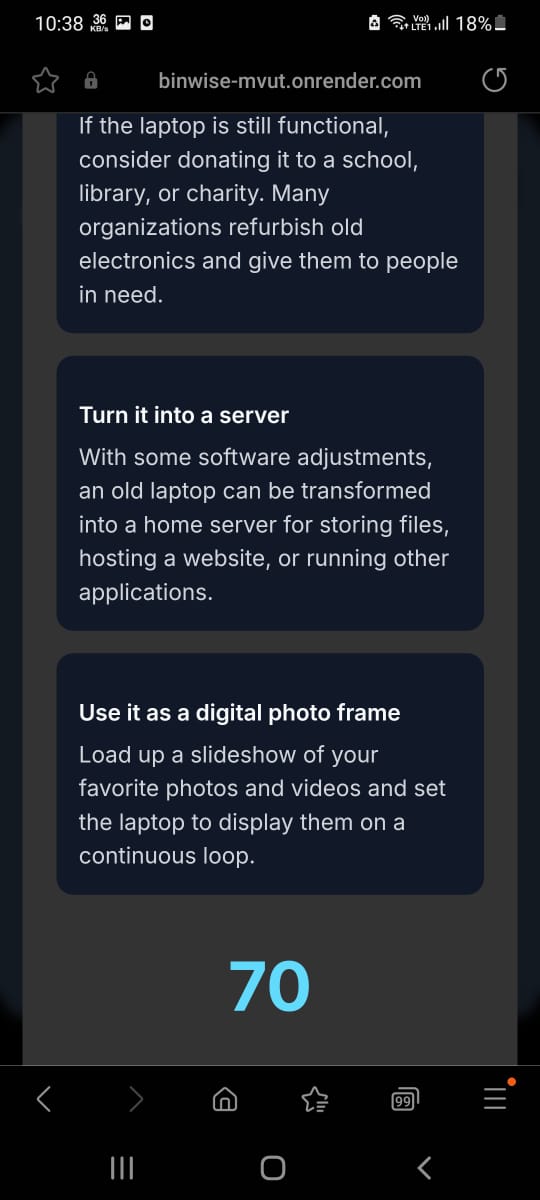 10:38 36 KB/s Vo)) LTE1 18%
binwise-mvut.onrender.com
If the laptop is still functional,
consider donating it to a school,
library, or charity. Many
organizations refurbish old
electronics and give them to people
in need.
Turn it into a server
With some software adjustments,
an old laptop can be transformed
into a home server for storing files,
hosting a website, or running other
applications.
Use it as a digital photo frame
Load up a slideshow of your
favorite photos and videos and set
the laptop to display them on a
continuous loop.
70
99